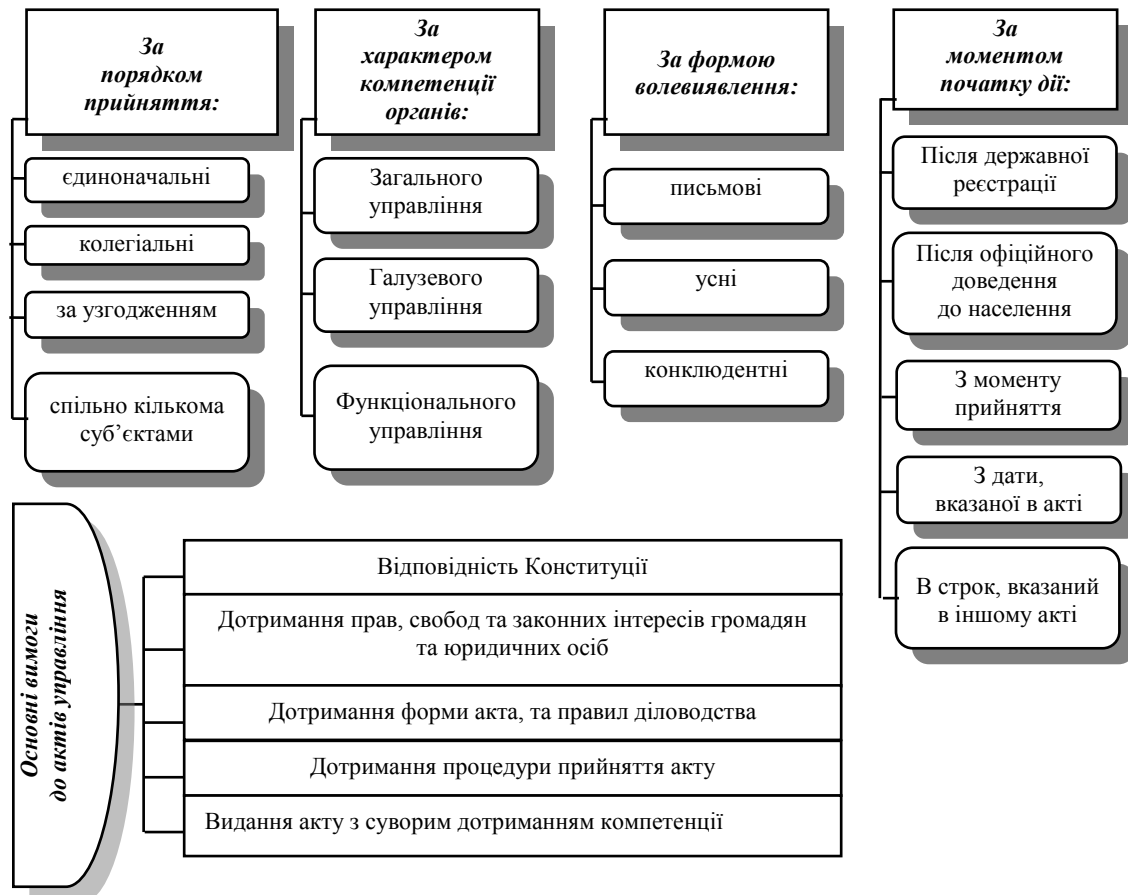 За
порядком
прийняття:
єдиноначальні
колегіальні
за узгодженням
спільно кількома
суб’єктами
За
характером
компетенції
органів:
Загального
управління
Галузевого
управління
Функціонального
управління
За формою
волевиявлення:
письмові
усні
конклюдентні
За
моментом
початку дії:
Після державної
реєстрації
Після офіційного
доведення
до населення
З моменту
прийняття
З дати,
вказаної в акті
В строк, вказаний
в іншому акті
Основні вимоги
до актів управління
Відповідність Конституції
Дотримання прав, свобод та законних інтересів громадян
та юридичних осіб
Дотримання форми акта, та правил діловодства
Дотримання процедури прийняття акту
Видання акту з суворим дотриманням компетенції